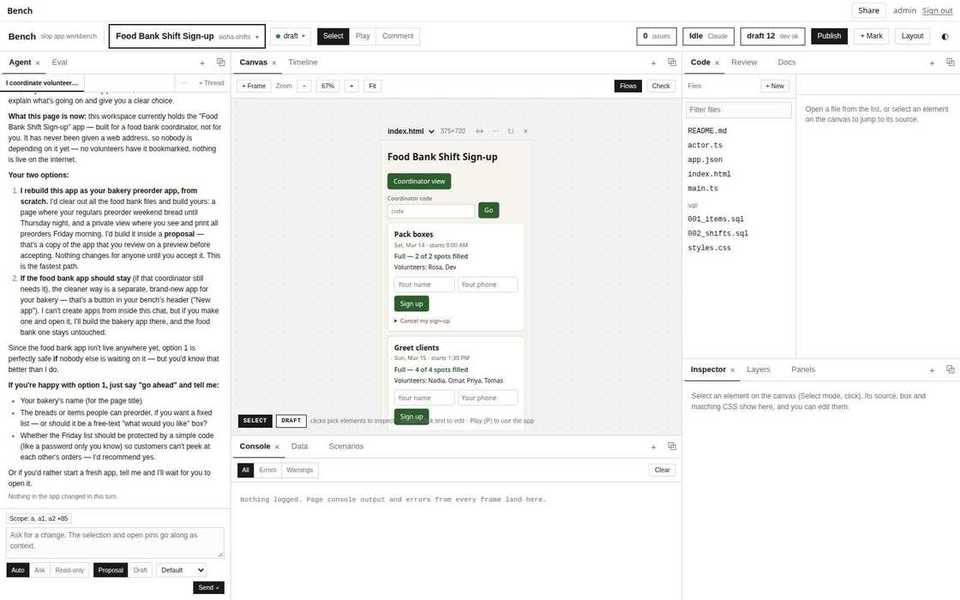 Bench
Share
admin
Sign out
Bench
slop app workbench
Food Bank Shift Sign-up
aloha-shifts
draft
Select
Play
Comment
0 issues
Idle Claude
draft 12 dev ok
Publish
+ Mark
Layout
Agent ×
Eval
I coordinate volunteer…
+ Thread
explain what's going on and give you a clear choice.
What this page is now: this workspace currently holds the "Food
Bank Shift Sign-up" app — built for a food bank coordinator, not for
you. It has never been given a web address, so nobody is
depending on it yet — no volunteers have it bookmarked, nothing
is live on the internet.
Your two options:
1. I rebuild this app as your bakery preorder app, from
scratch. I'd clear out all the food bank files and build yours: a
page where your regulars preorder weekend bread until
Thursday night, and a private view where you see and print all
preorders Friday morning. I'd build it inside a proposal —
that's a copy of the app that you review on a preview before
accepting. Nothing changes for anyone until you accept it. This
is the fastest path.
2. If the food bank app should stay (if that coordinator still
needs it), the cleaner way is a separate, brand-new app for
your bakery — that's a button in your bench's header ("New
app"). I can't create apps from inside this chat, but if you make
one and open it, I'll build the bakery app there, and the food
bank one stays untouched.
Since the food bank app isn't live anywhere yet, option 1 is
perfectly safe if nobody else is waiting on it — but you'd know that
better than I do.
If you're happy with option 1, just say "go ahead" and tell me:
• Your bakery's name (for the page title)
• The breads or items people can preorder, if you want a fixed
list — or should it be a free-text "what would you like" box?
• Whether the Friday list should be protected by a simple code
(like a password only you know) so customers can't peek at
each other's orders — I'd recommend yes.
Or if you'd rather start a fresh app, tell me and I'll wait for you to
open it.
Nothing in the app changed in this turn.
Scope: a, a1, a2 +85
Ask for a change. The selection and open pins go along as
context.
Auto
Ask
Read-only
Proposal
Draft
Default
Send
Canvas ×
Timeline
+ Frame
Zoom
−
67%
+
Fit
Flows
Check
index.html
375×720
Food Bank Shift Sign-up
Coordinator view
Coordinator code
code
Go
Pack boxes
Sat, Mar 14 · starts 9:00 AM
Full — 2 of 2 spots filled
Volunteers: Rosa, Dev
Your name
Your phone
Sign up
Cancel my sign-up
Greet clients
Sun, Mar 15 · starts 1:30 PM
Full — 4 of 4 spots filled
Volunteers: Nadia, Omar, Priya, Tomas
Your name
Your phone
Sign up
SELECT
DRAFT
clicks pick elements to inspect
text to edit · Play (P) to use the app
Console ×
Data
Scenarios
All
Errors
Warnings
Clear
Nothing logged. Page console output and errors from every frame land here.
Code ×
Review
Docs
Files
+ New
Filter files
README.md
actor.ts
app.json
index.html
main.ts
sql/
001_items.sql
002_shifts.sql
styles.css
Open a file from the list, or select an element
on the canvas to jump to its source.
Inspector ×
Layers
Panels
Select an element on the canvas (Select mode, click). Its source, box and
matching CSS show here, and you can edit them.